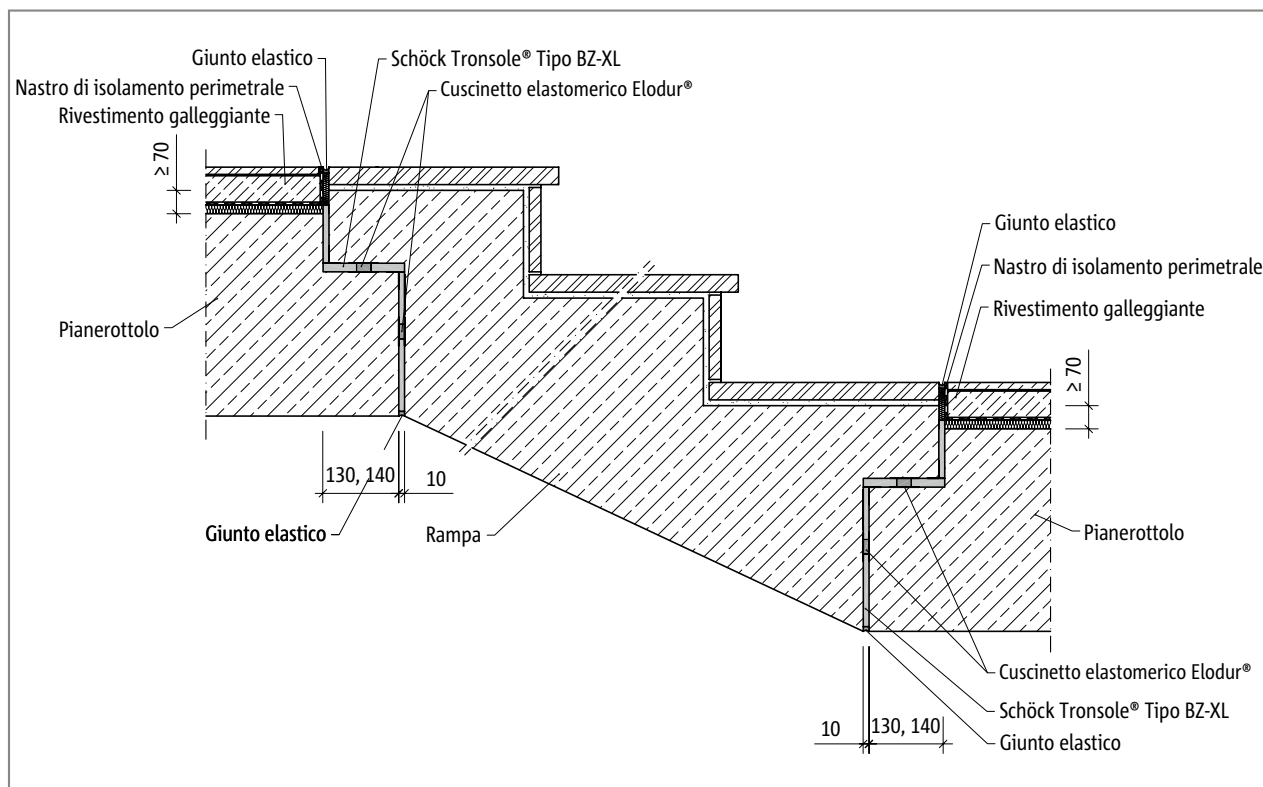 Giunto elastico
Schöck Tronsole® Tipo BZ-XL
Nastro di isolamento perimetrale
Cuscinetto elastomerico Elodur®
Rivestimento galleggiante
≥ 70
Pianerottolo
130, 140
10
Giunto elastico
Rampa
Giunto elastico
Nastro di isolamento perimetrale
Rivestimento galleggiante
≥ 70
Pianerottolo
Cuscinetto elastomerico Elodur®
Schöck Tronsole® Tipo BZ-XL
10
130, 140
Giunto elastico